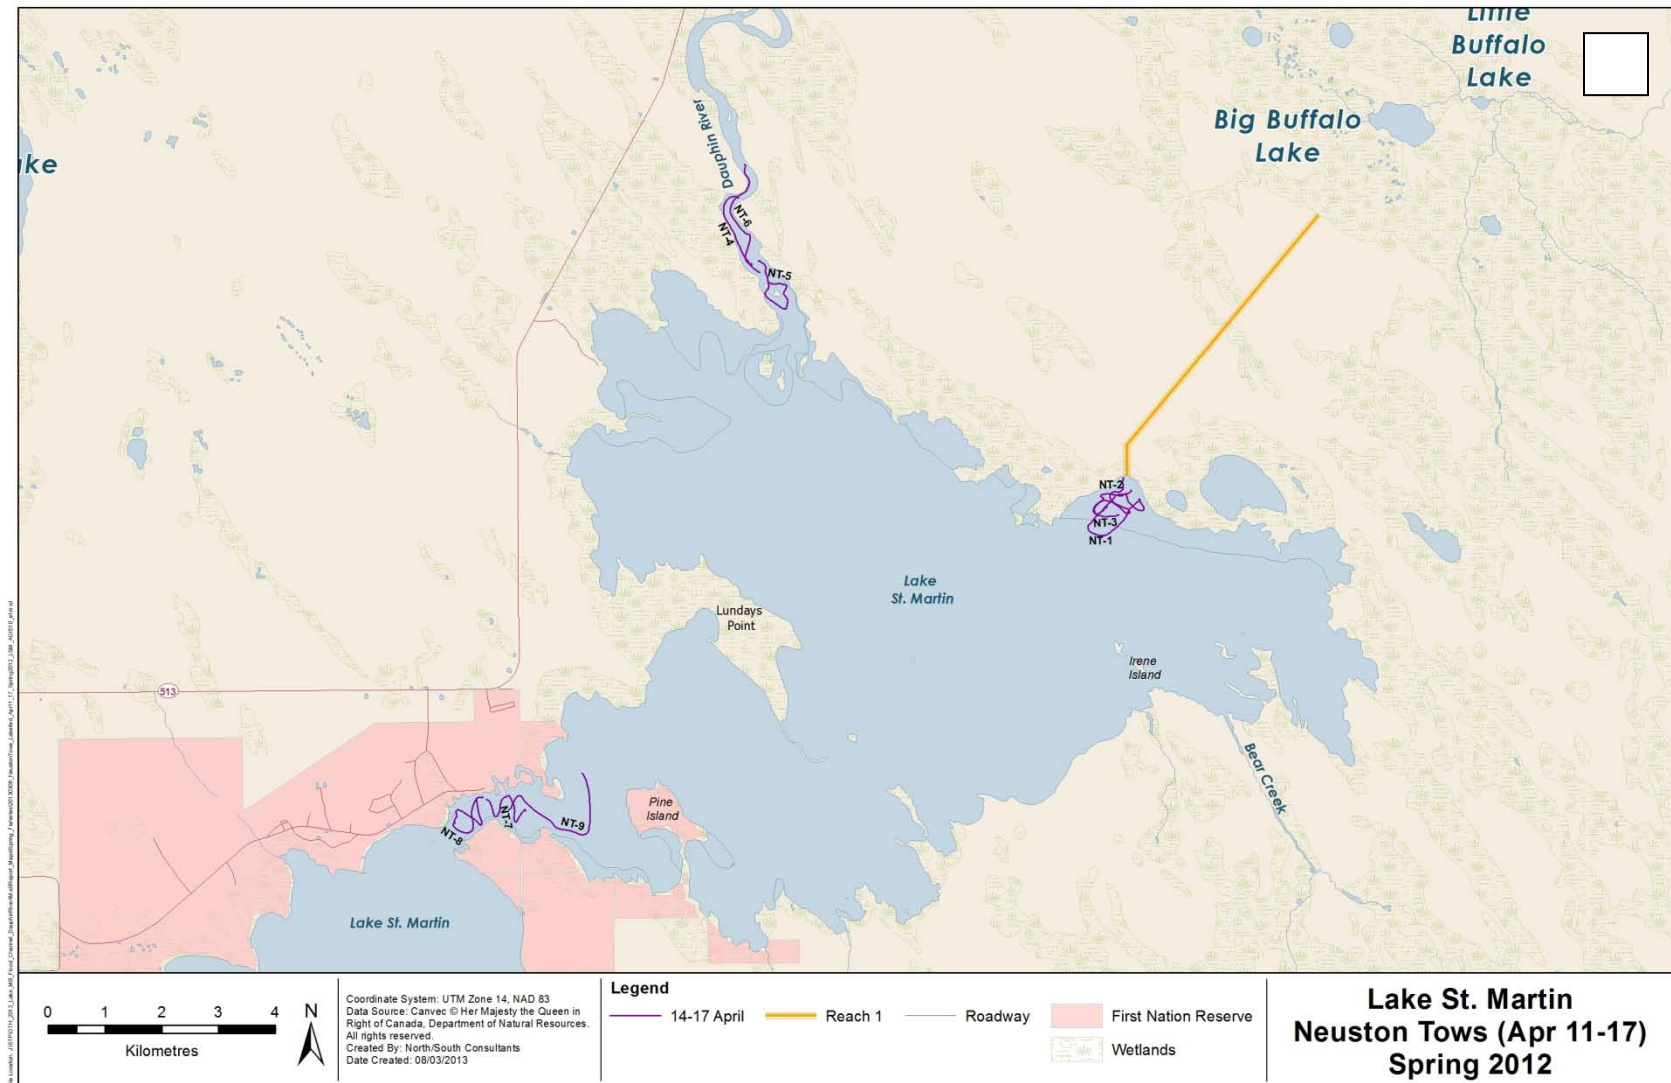 Little
Buffalo
Lake
Big Buffalo
Lake
ake
Dauphin River
NT-6
NT-4
NT-5
NT-2
NT-3
NT-1
Lake
St. Martin
Lundays
Point
Irene
Island
513
Bear Creek
Pine
Island
NT-7
NT-9
NT-8
Lake St. Martin
0 1 2 3 4
Kilometres
N
Coordinate System: UTM Zone 14, NAD 83
Data Source: Canvec © Her Majesty the Queen in
Right of Canada, Department of Natural Resources.
All rights reserved.
Created By: North/South Consultants
Date Created: 08/03/2013
Legend
14-17 April
Reach 1
Roadway
First Nation Reserve
Wetlands
Lake St. Martin
Neuston Tows (Apr 11-17)
Spring 2012